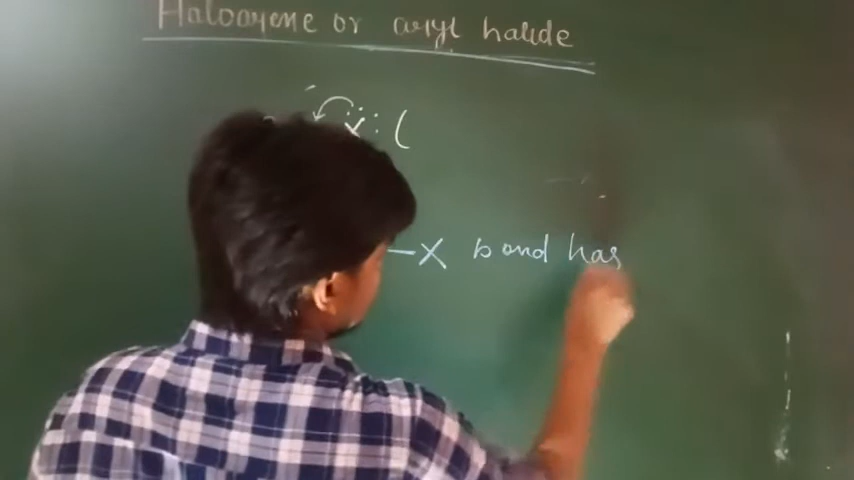 Haloarene or aryl halide
:Ẍ: (
—X bond has